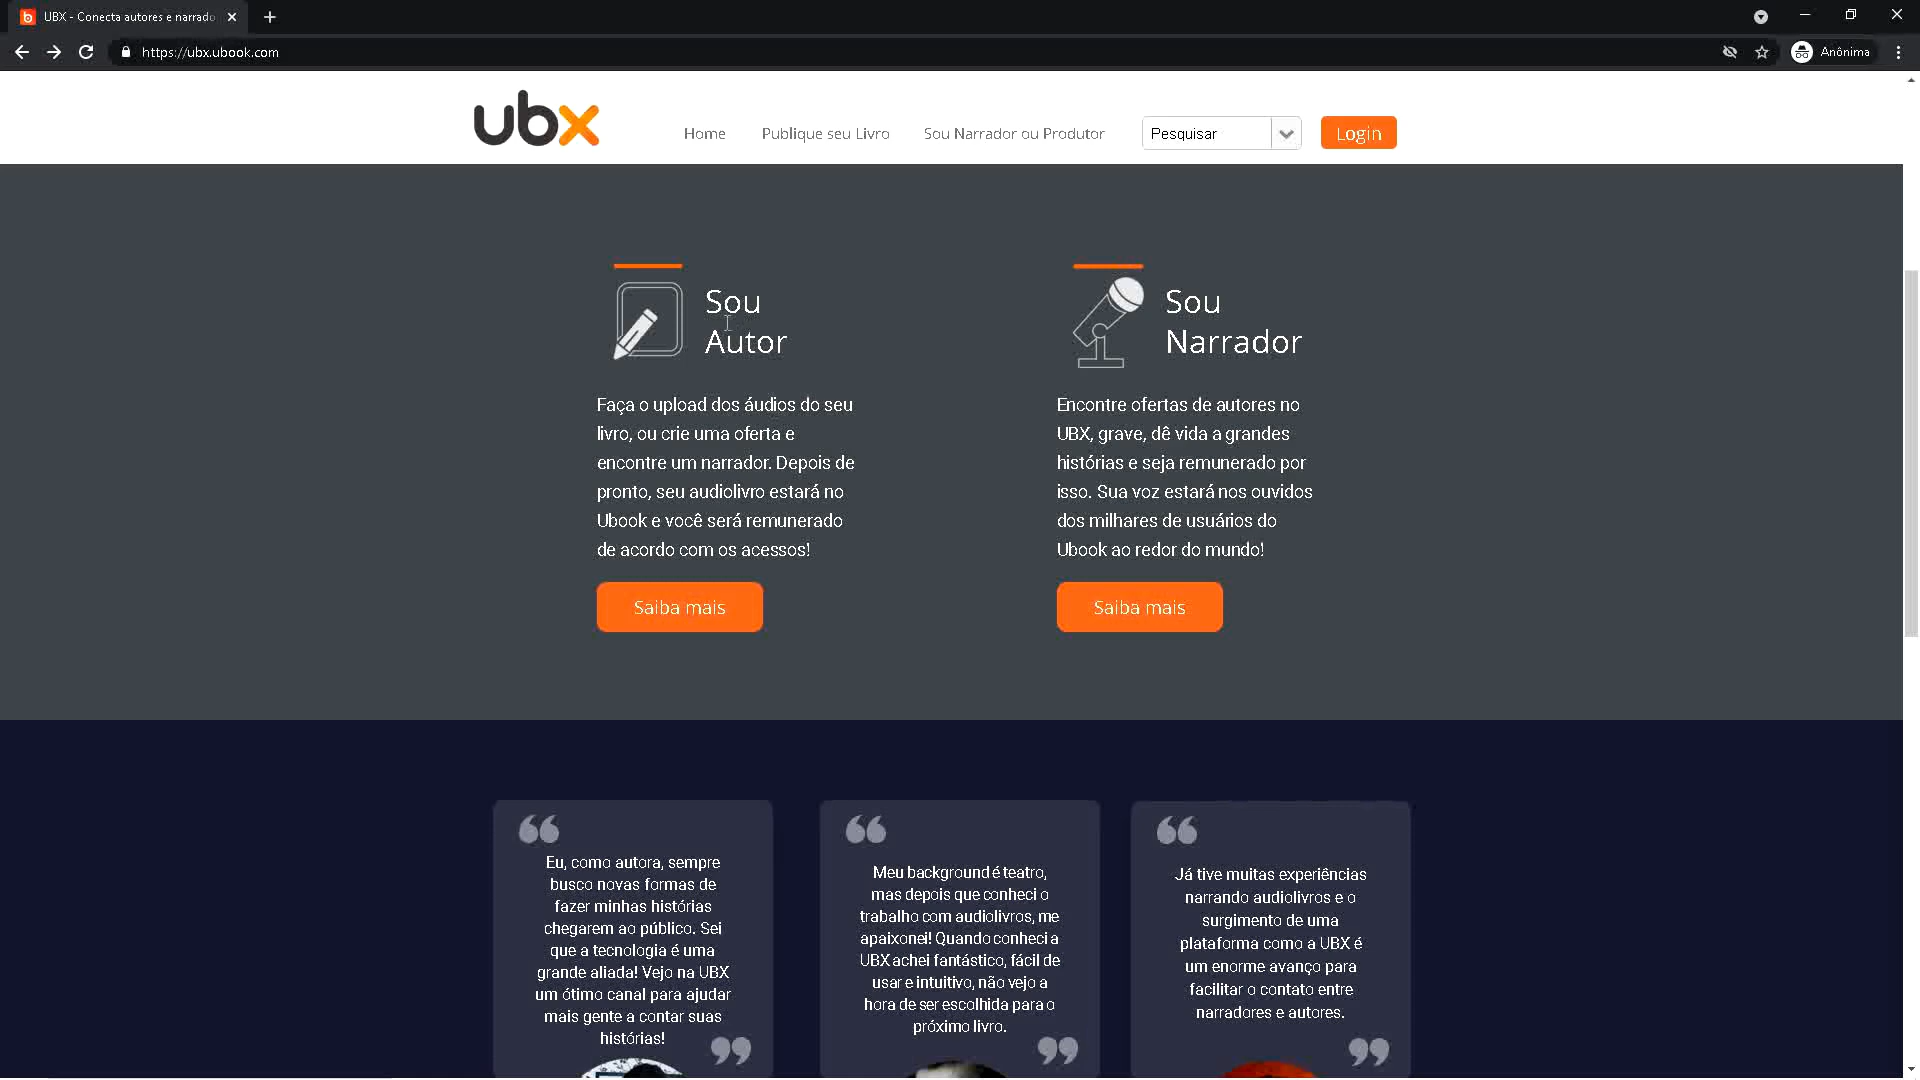 UBX - Conecta autores e narrado
https://ubx.ubook.com
Anônima
ubx
Home
Publique seu Livro
Sou Narrador ou Produtor
Pesquisar
Login
Sou
Autor
Faça o upload dos áudios do seu
livro, ou crie uma oferta e
encontre um narrador. Depois de
pronto, seu audiolivro estará no
Ubook e você será remunerado
de acordo com os acessos!
Saiba mais
Sou
Narrador
Encontre ofertas de autores no
UBX, grave, dê vida a grandes
histórias e seja remunerado por
isso. Sua voz estará nos ouvidos
dos milhares de usuários do
Ubook ao redor do mundo!
Saiba mais
Eu, como autora, sempre
busco novas formas de
fazer minhas histórias
chegarem ao público. Sei
que a tecnologia é uma
grande aliada! Vejo na UBX
um ótimo canal para ajudar
mais gente a contar suas
histórias!
Meu background é teatro,
mas depois que conheci o
trabalho com audiolivros, me
apaixonei! Quando conheci a
UBX achei fantástico, fácil de
usar e intuitivo, não vejo a
hora de ser escolhida para o
próximo livro.
Já tive muitas experiências
narrando audiolivros e o
surgimento de uma
plataforma como a UBX é
um enorme avanço para
facilitar o contato entre
narradores e autores.